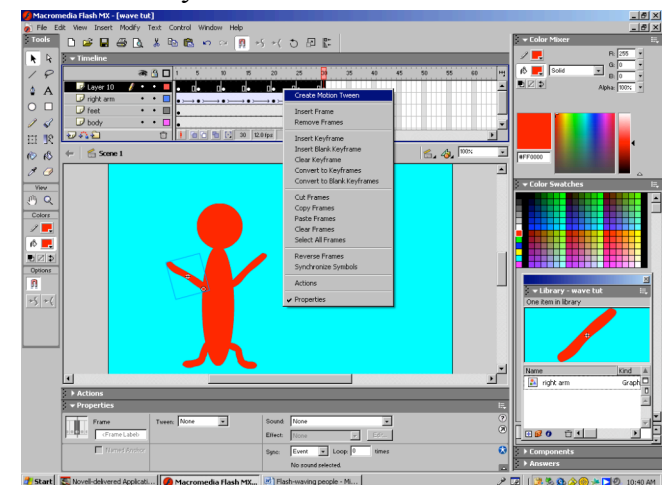 Macromedia Flash MX - [wave tut]
File Edit View Insert Modify Text Control Window Help
Tools
View
Colors
Options
Timeline
1 5 10 15 20 25 30 35 40 45 50 55 60
Layer 10
right arm
feet
body
30 12.0 fps
Scene 1
100%
Create Motion Tween
Insert Frame
Remove Frames
Insert Keyframe
Insert Blank Keyframe
Clear Keyframe
Convert to Keyframes
Convert to Blank Keyframes
Cut Frames
Copy Frames
Paste Frames
Clear Frames
Select All Frames
Reverse Frames
Synchronize Symbols
Actions
Properties
Color Mixer
R: 255
G: 0
B: 0
Solid
Alpha: 100%
#FF0000
Color Swatches
Library - wave tut
One item in library
Name Kind
right arm Graph
Components
Answers
Actions
Properties
Frame
<Frame Label>
Named Anchor
Tween: None
Sound: None
Effect: None Edit...
Sync: Event Loop: 0 times
No sound selected.
Start Novell-delivered Applicati... Macromedia Flash MX... Flash-waving people - Mi... 10:40 AM